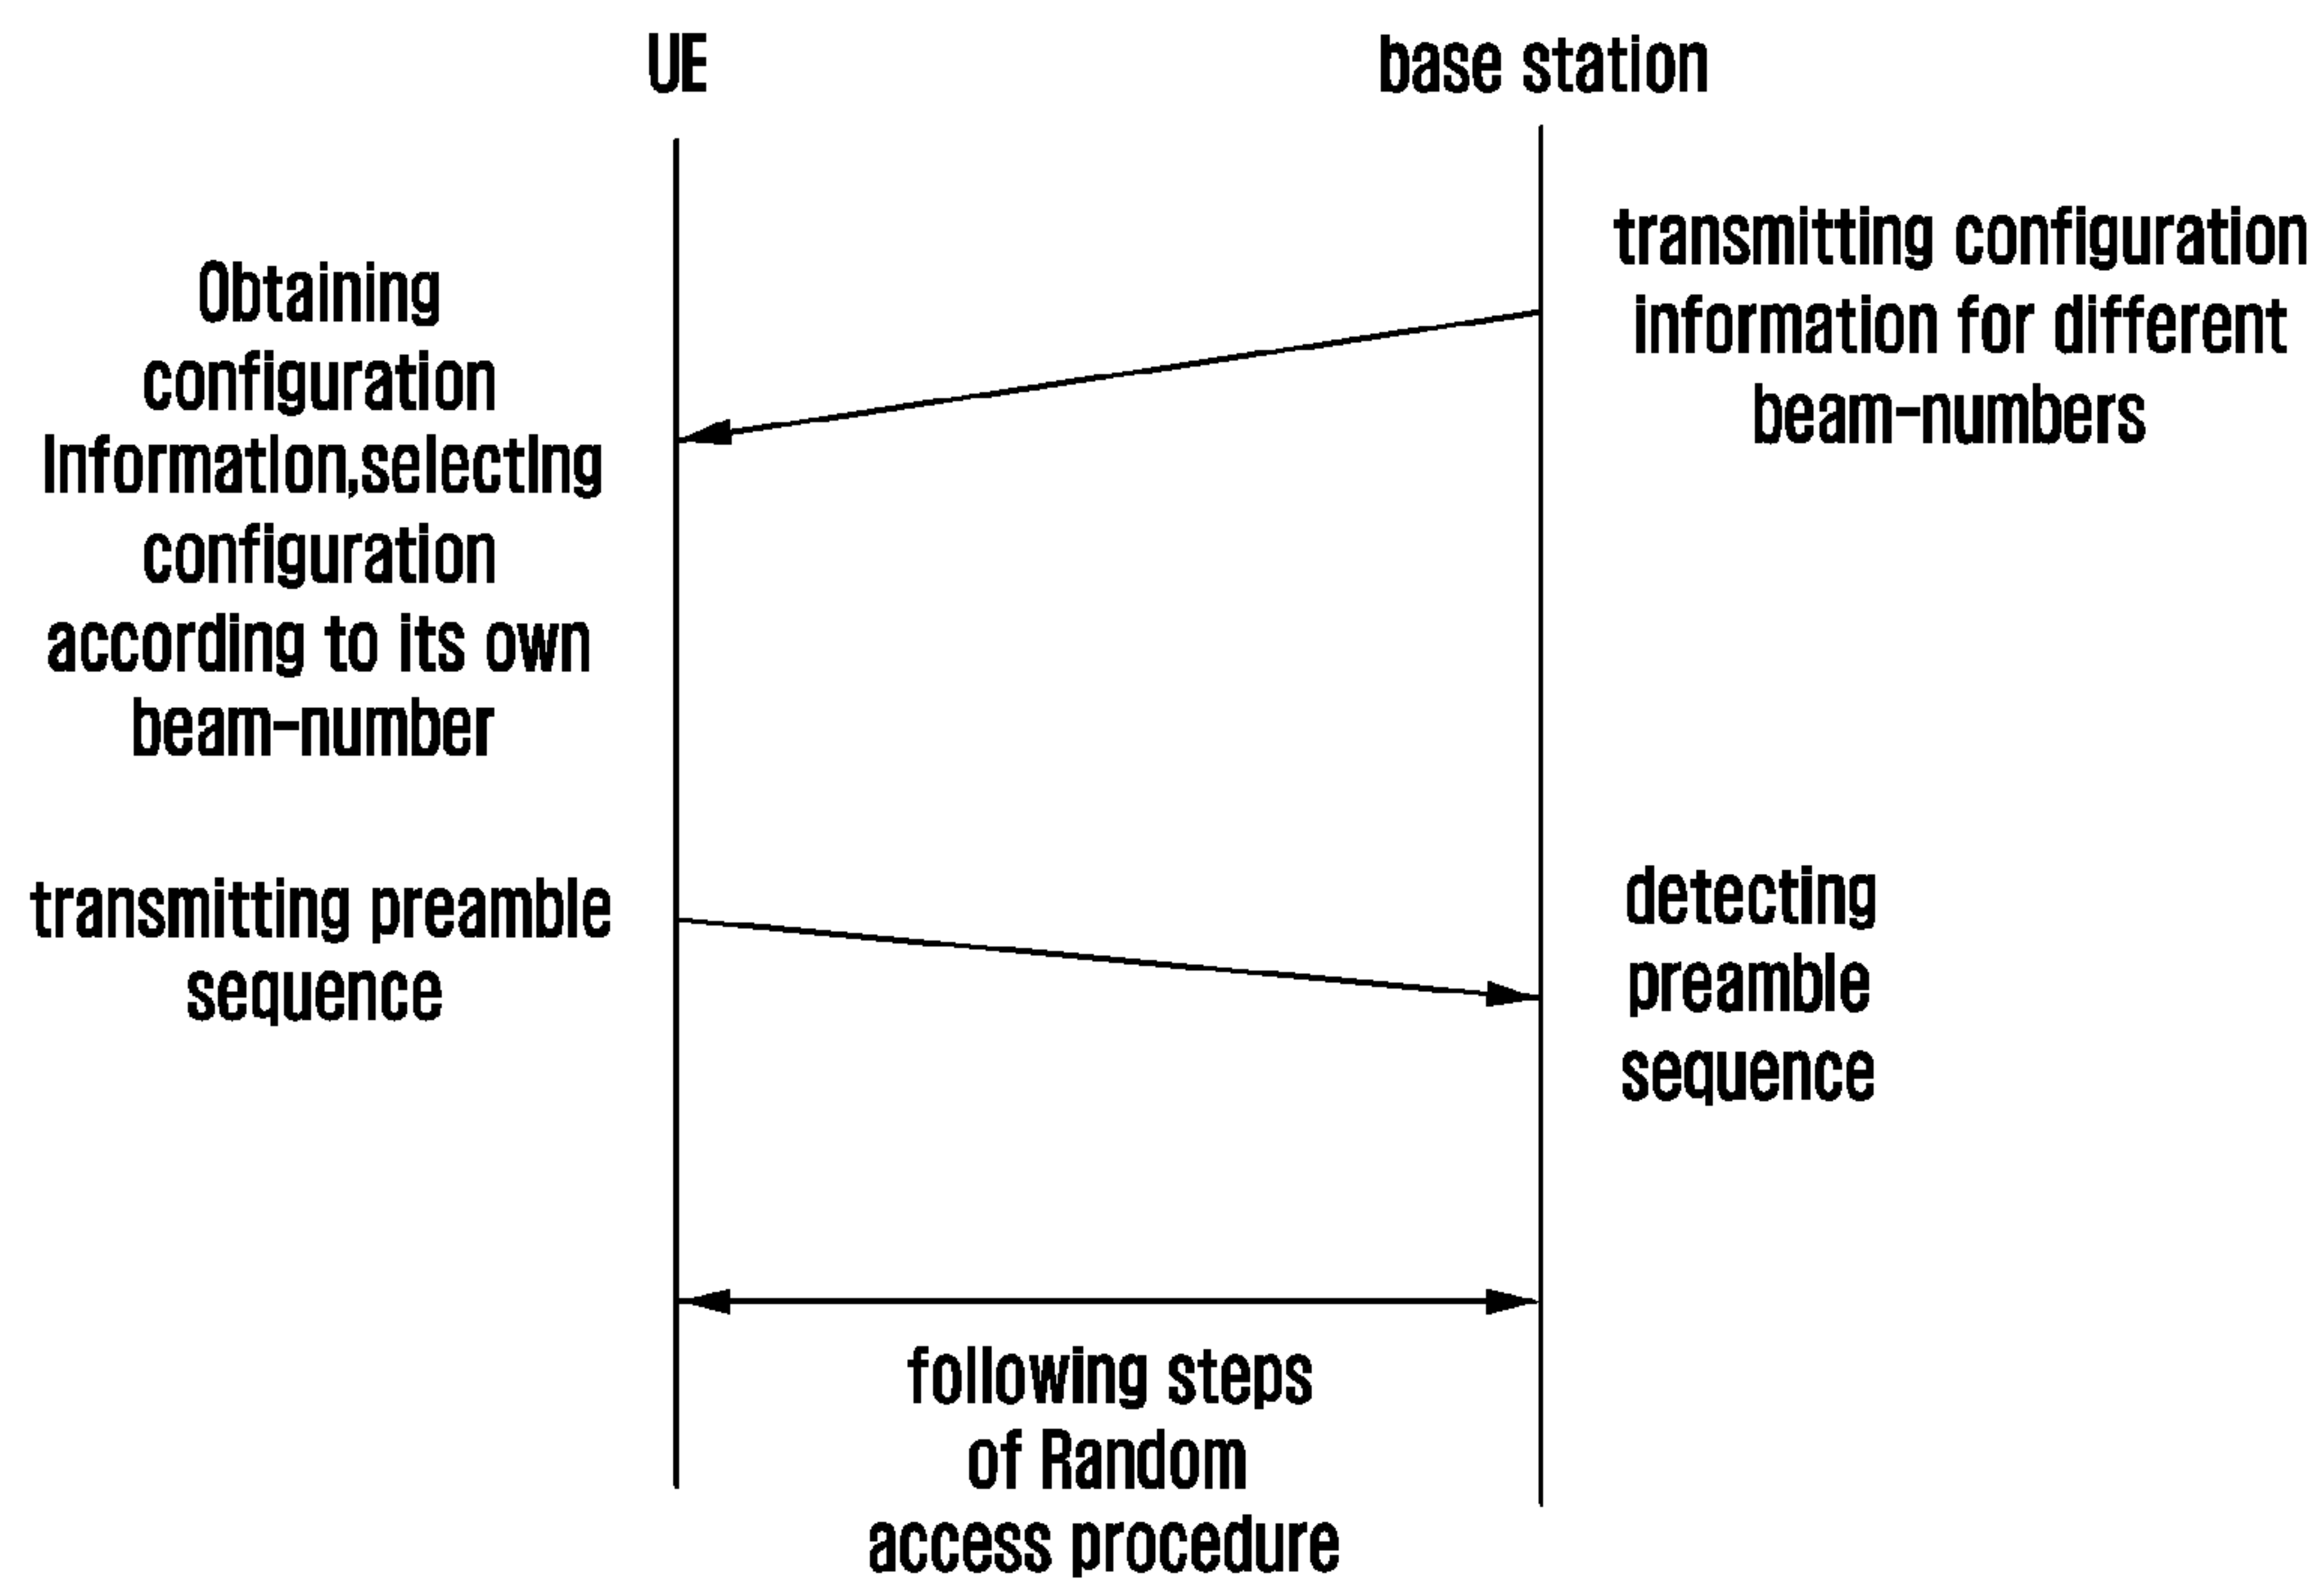 UE
base station
transmitting configuration
information for different
beam-numbers
Obtaining
configuration
Information,selecting
configuration
according to its own
beam-number
transmitting preamble
sequence
detecting
preamble
sequence
following steps
of Random
access procedure